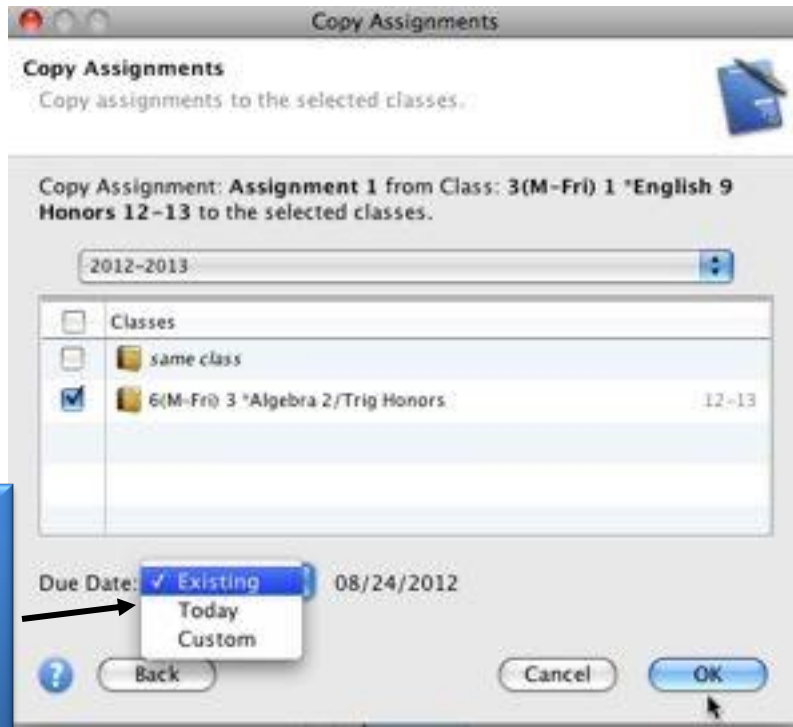 Copy Assignments
Copy Assignments
Copy assignments to the selected classes.
Copy Assignment: Assignment 1 from Class: 3(M-Fri) 1 *English 9
Honors 12-13 to the selected classes.
2012-2013
Classes
same class
6(M-Fri) 3 *Algebra 2/Trig Honors 12-13
Due Date: ✓ Existing 08/24/2012
Today
Custom
? Back Cancel OK